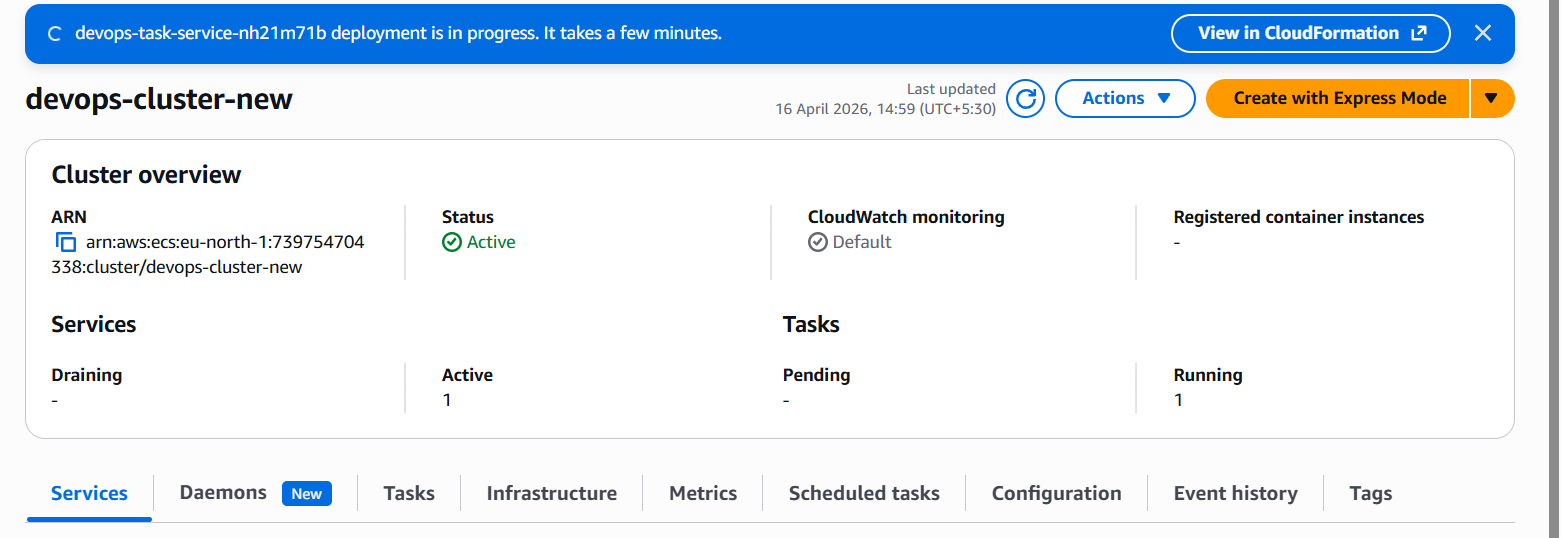 devops-task-service-nh21m71b deployment is in progress. It takes a few minutes.
View in CloudFormation
devops-cluster-new
Last updated
16 April 2026, 14:59 (UTC+5:30)
Actions
Create with Express Mode
Cluster overview
ARN
arn:aws:ecs:eu-north-1:739754704
338:cluster/devops-cluster-new
Status
Active
CloudWatch monitoring
Default
Registered container instances
-
Services
Tasks
Draining
-
Active
1
Pending
-
Running
1
Services
Daemons New
Tasks
Infrastructure
Metrics
Scheduled tasks
Configuration
Event history
Tags